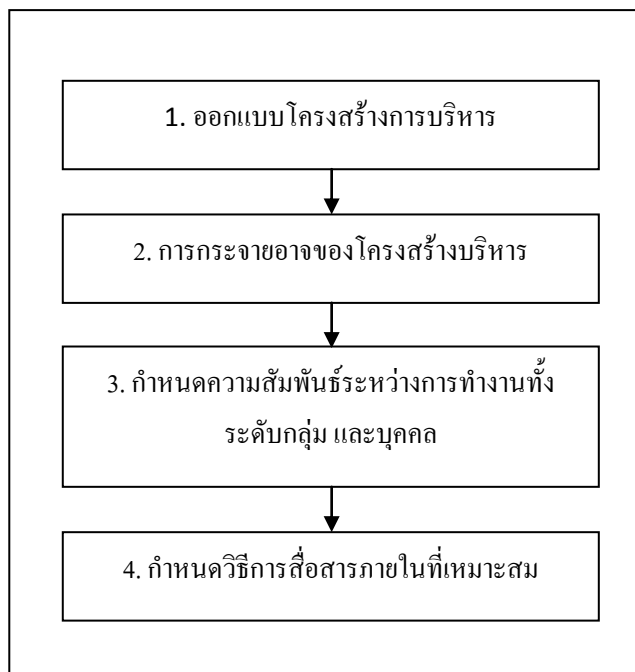 1. ออกแบบโครงสร้างการบริหาร
2. การกระจายอาจของโครงสร้างบริหาร
3. กำหนดความสัมพันธ์ระหว่างการทำงานทั้ง
ระดับกลุ่ม และบุคคล
4. กำหนดวิธีการสื่อสารภายในที่เหมาะสม